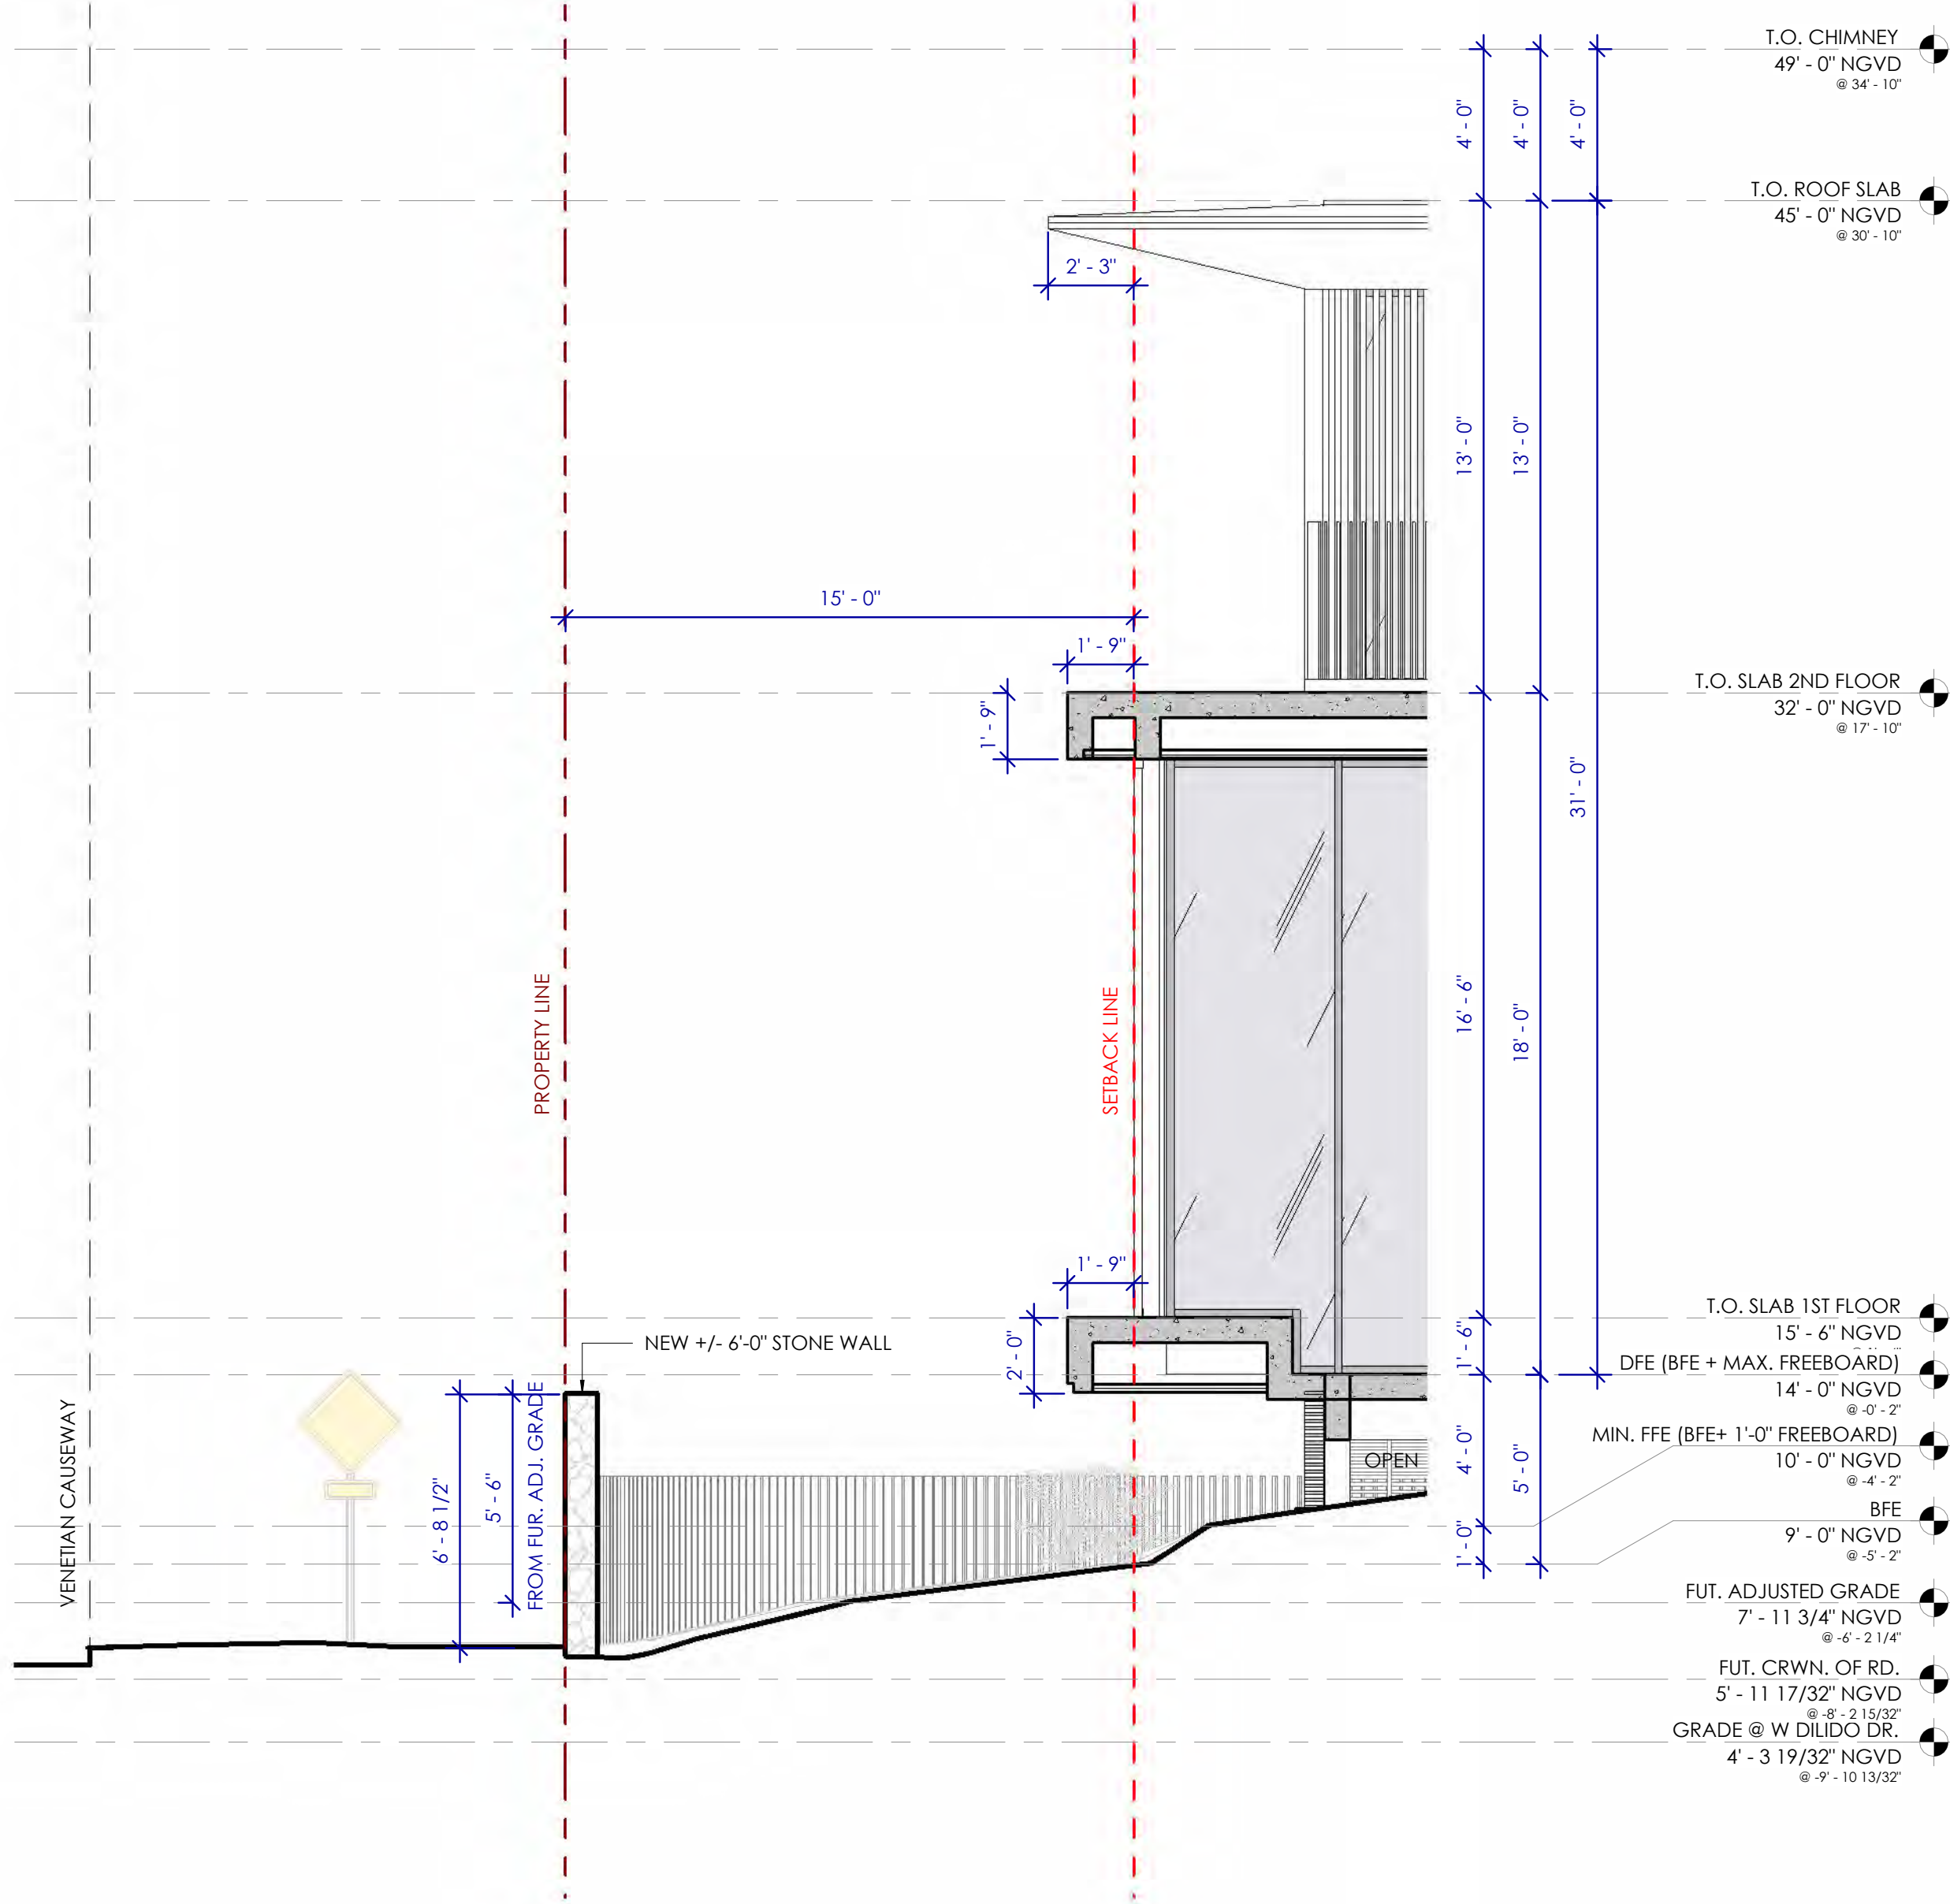 T.O. CHIMNEY
49' - 0" NGVD
@ 34' - 10"
4' - 0"
4' - 0"
4' - 0"
T.O. ROOF SLAB
45' - 0" NGVD
@ 30' - 10"
2' - 3"
13' - 0"
13' - 0"
15' - 0"
1' - 9"
1' - 9"
T.O. SLAB 2ND FLOOR
32' - 0" NGVD
@ 17' - 10"
31' - 0"
PROPERTY LINE
SETBACK LINE
16' - 6"
18' - 0"
1' - 9"
2' - 0"
NEW +/- 6'-0" STONE WALL
1' - 6"
T.O. SLAB 1ST FLOOR
15' - 6" NGVD
DFE (BFE + MAX. FREEBOARD)
14' - 0" NGVD
@ -0' - 2"
VENETIAN CAUSEWAY
6' - 8 1/2"
5' - 6"
FROM FUR. ADJ. GRADE
OPEN
4' - 0"
5' - 0"
1' - 0"
MIN. FFE (BFE+ 1'-0" FREEBOARD)
10' - 0" NGVD
@ -4' - 2"
BFE
9' - 0" NGVD
@ -5' - 2"
FUT. ADJUSTED GRADE
7' - 11 3/4" NGVD
@ -6' - 2 1/4"
FUT. CRWN. OF RD.
5' - 11 17/32" NGVD
@ -8' - 2 15/32"
GRADE @ W DILIDO DR.
4' - 3 19/32" NGVD
@ -9' - 10 13/32"